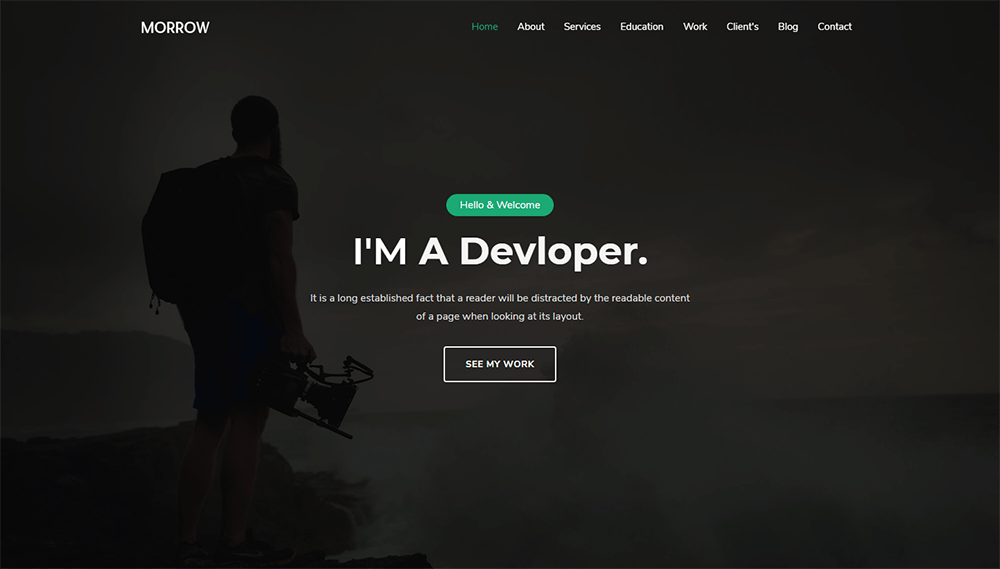 MORROW
Home About Services Education Work Client's Blog Contact
Hello & Welcome
I'M A Devloper.
It is a long established fact that a reader will be distracted by the readable content
of a page when looking at its layout.
SEE MY WORK